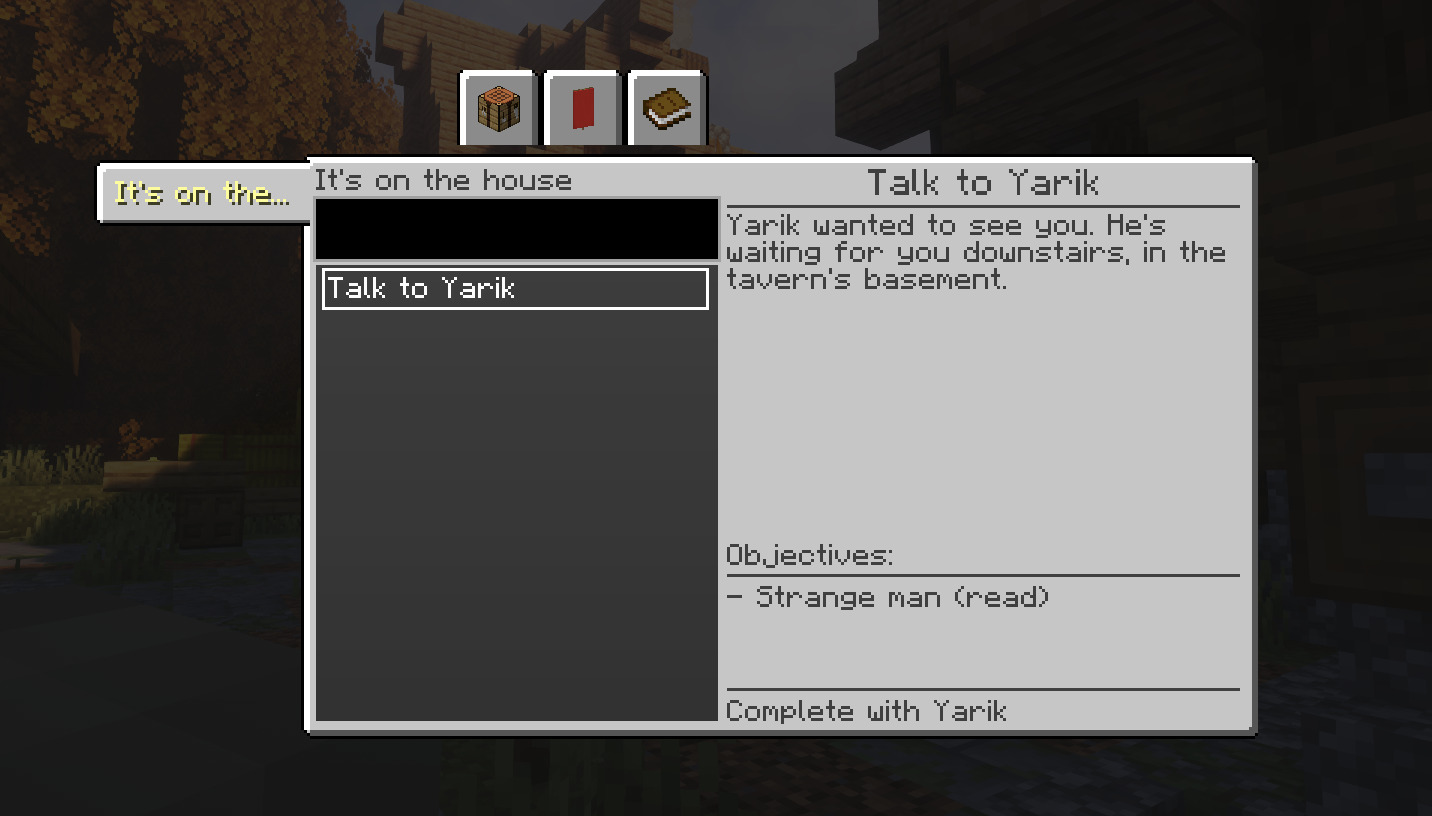 It's on the...
It's on the house
Talk to Yarik
Talk to Yarik
Yarik wanted to see you. He's
waiting for you downstairs, in the
tavern's basement.
Objectives:
- Strange man (read)
Complete with Yarik